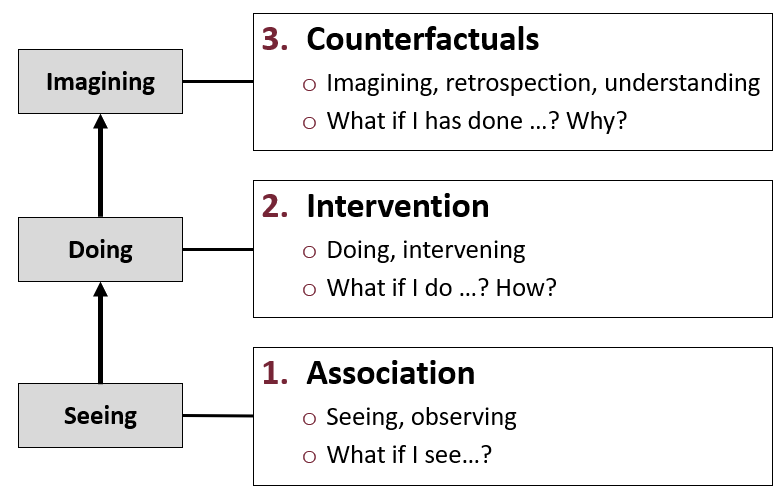 Imagining
3. Counterfactuals
o Imagining, retrospection, understanding
o What if I has done ...? Why?
Doing
2. Intervention
o Doing, intervening
o What if I do ...? How?
Seeing
1. Association
o Seeing, observing
o What if I see...?